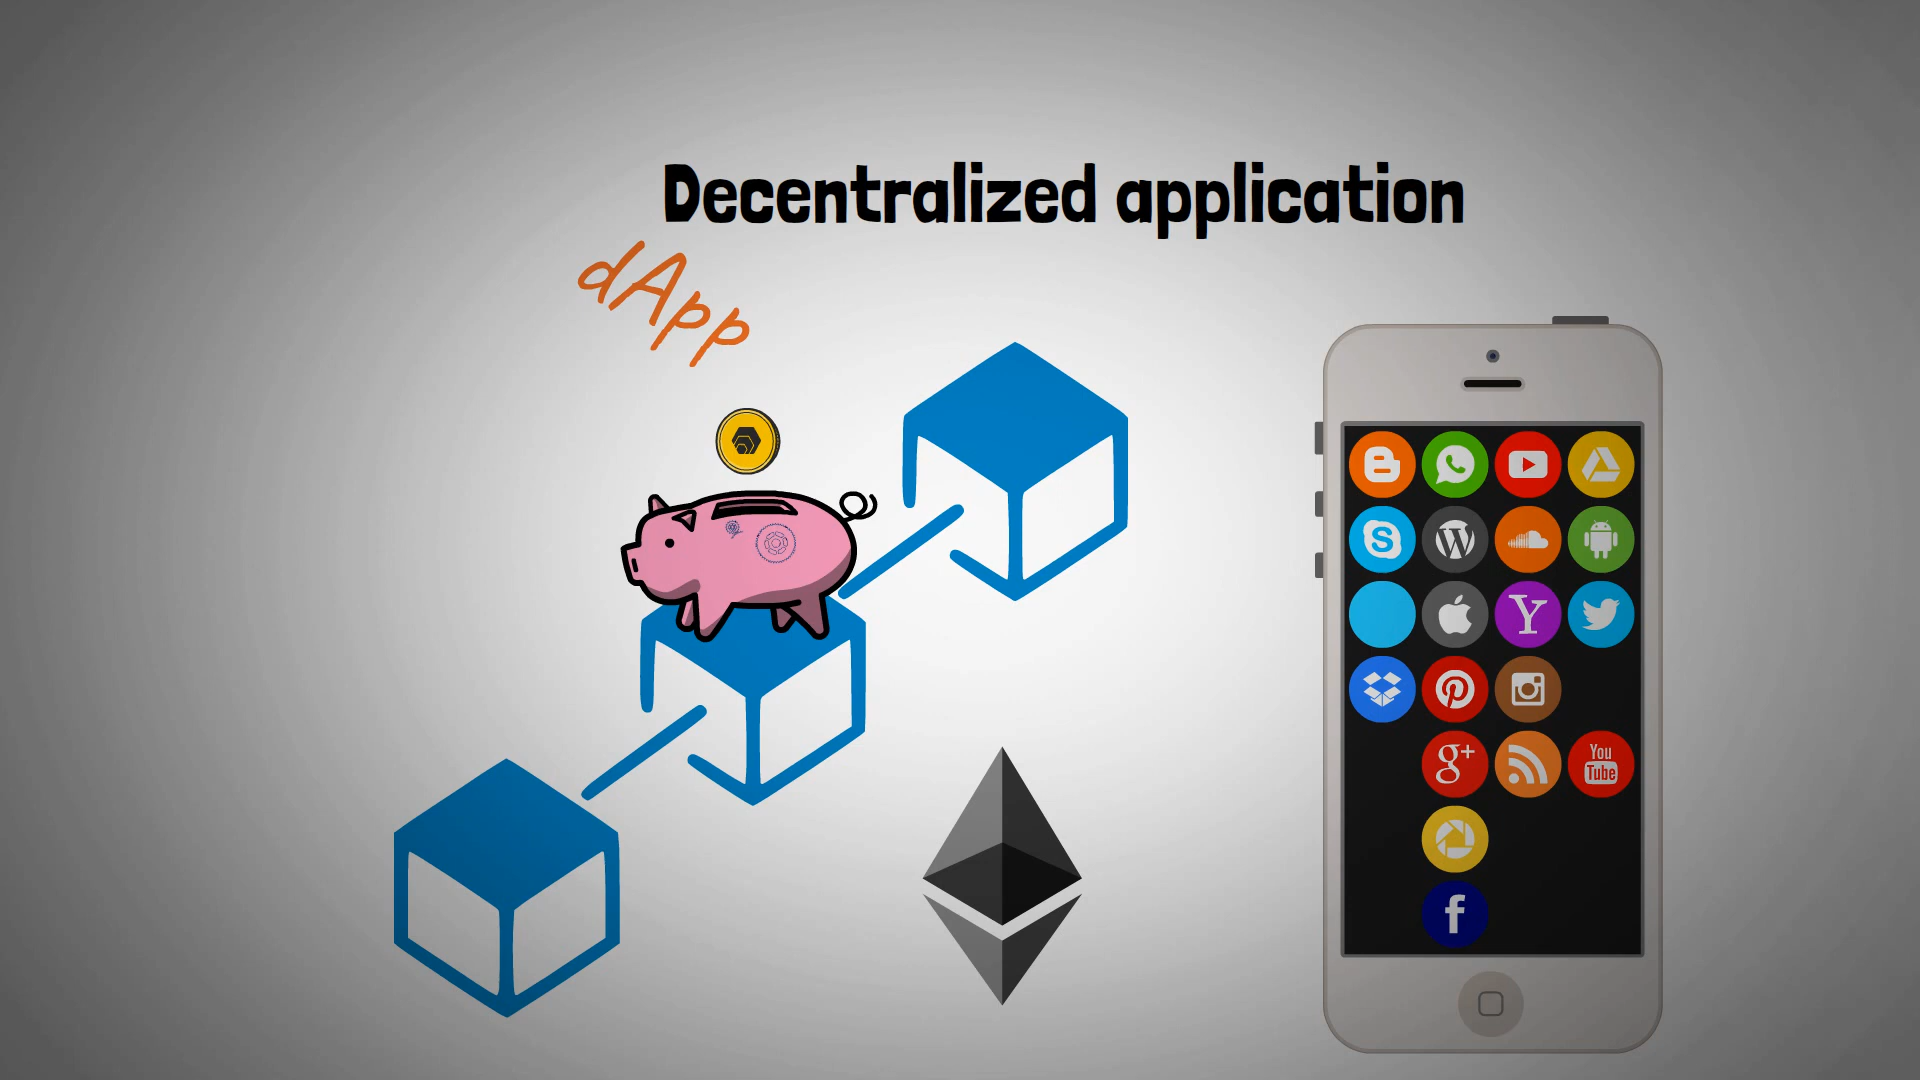 Decentralized application
dApp
S
Y
g+
You
Tube
f